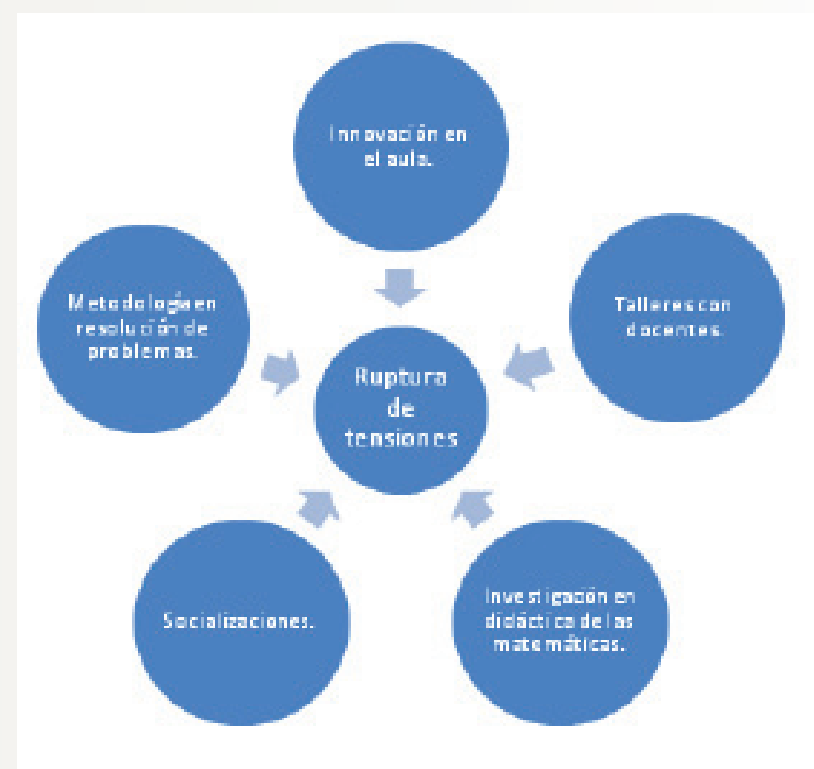 Innovación en
el aula.
Talleres con
docentes.
Metodología en
resolución de
problemas.
Ruptura
de
tensiones
Investigación en
didáctica de las
matemáticas.
Socializaciones.